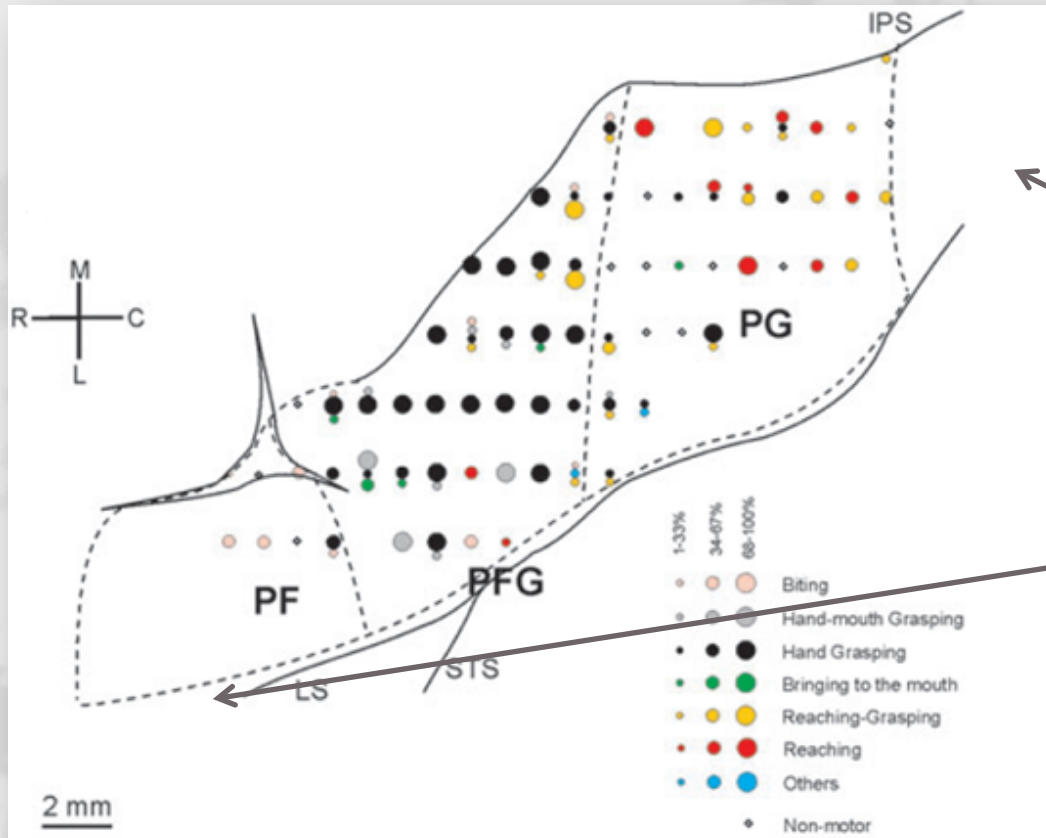 IPS
M
R C
L
PG
PF
PFG
STS
LS
1-33%
34-67%
68-100%
Biting
Hand-mouth Grasping
Hand Grasping
Bringing to the mouth
Reaching-Grasping
Reaching
Others
Non-motor
2 mm